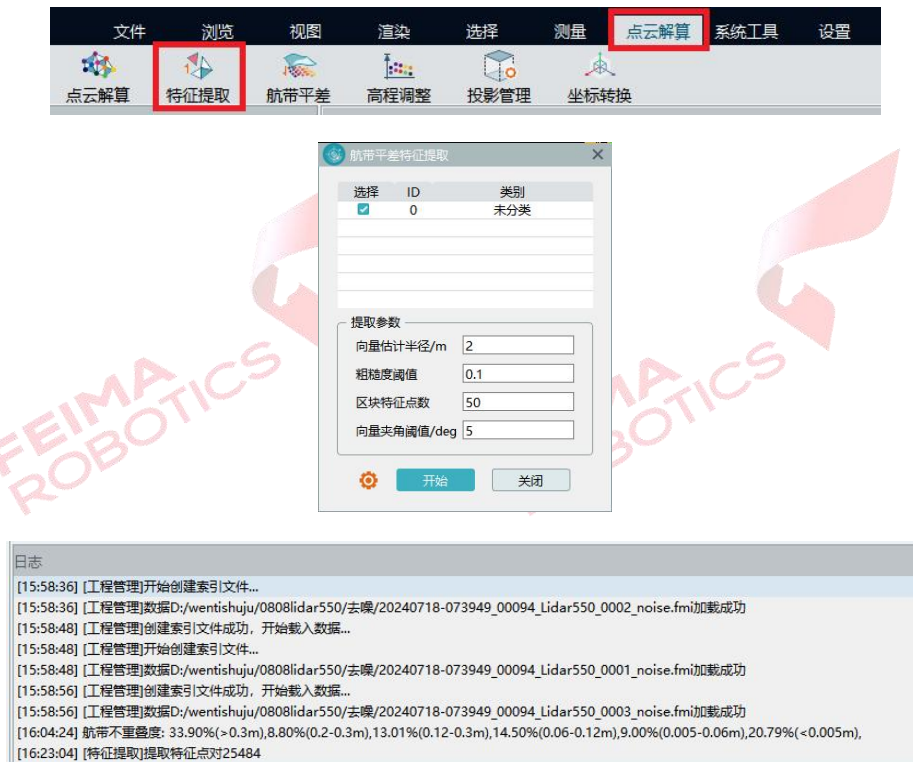 文件 浏览 视图 渲染 选择 测量 点云解算 系统工具 设置
点云解算 特征提取 航带平差 高程调整 投影管理 坐标转换
航带平差特征提取
选择 ID 类别
0 未分类
提取参数
向量估计半径/m 2
粗糙度阈值 0.1
区块特征点数 50
向量夹角阈值/deg 5
开始 关闭
FEIMA
ROBOTICS
FEIMA
ROBOTICS
日志
[15:58:36] [工程管理]开始创建索引文件...
[15:58:36] [工程管理]数据D:/wentishuju/0808lidar550/去噪/20240718-073949_00094_Lidar550_0002_noise.fmi加载成功
[15:58:48] [工程管理]创建索引文件成功，开始载入数据...
[15:58:48] [工程管理]开始创建索引文件...
[15:58:48] [工程管理]数据D:/wentishuju/0808lidar550/去噪/20240718-073949_00094_Lidar550_0001_noise.fmi加载成功
[15:58:56] [工程管理]创建索引文件成功，开始载入数据...
[15:58:56] [工程管理]数据D:/wentishuju/0808lidar550/去噪/20240718-073949_00094_Lidar550_0003_noise.fmi加载成功
[16:04:24] 航带不重叠度: 33.90%(>0.3m),8.80%(0.2-0.3m),13.01%(0.12-0.3m),14.50%(0.06-0.12m),9.00%(0.005-0.06m),20.79%(<0.005m),
[16:23:04] [特征提取]提取特征点对25484